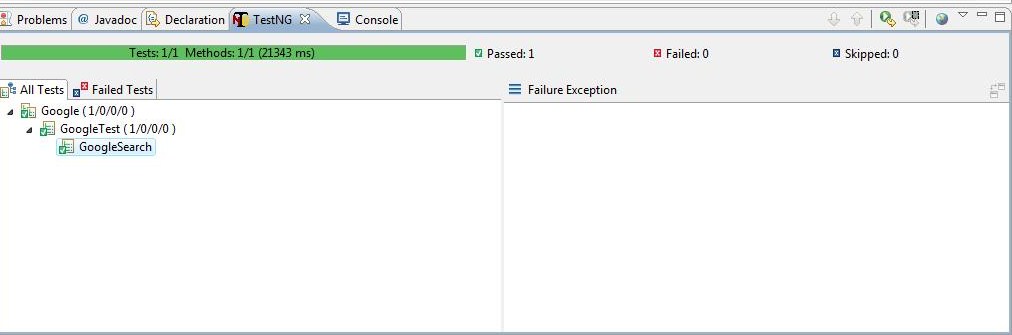 Problems @ Javadoc Declaration TestNG Console
Tests: 1/1 Methods: 1/1 (21343 ms) Passed: 1 Failed: 0 Skipped: 0
All Tests Failed Tests Failure Exception
Google ( 1/0/0/0 )
GoogleTest ( 1/0/0/0 )
GoogleSearch